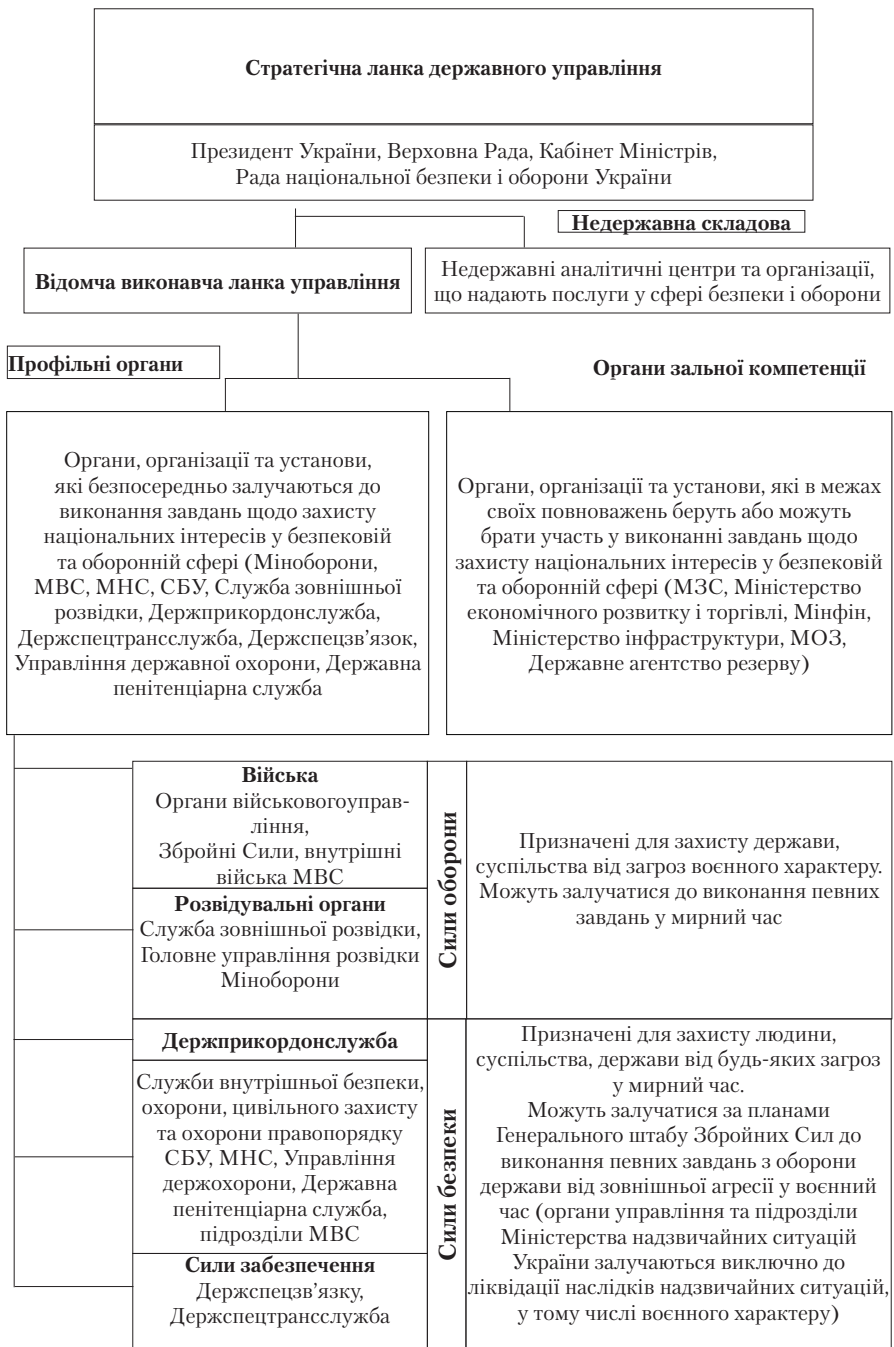 Стратегічна ланка державного управління
Президент України, Верховна Рада, Кабінет Міністрів,
Рада національної безпеки і оборони України
Недержавна складова
Відомча виконавча ланка управління
Недержавні аналітичні центри та організації,
що надають послуги у сфері безпеки і оборони
Профільні органи
Органи зальної компетенції
Органи, організації та установи,
які безпосередньо залучаються до
виконання завдань щодо захисту
національних інтересів у безпековій
та оборонній сфері (Міноборони,
МВС, МНС, СБУ, Служба зовнішньої
розвідки, Держприкордонслужба,
Держспецтрансслужба, Держспецзв'язок,
Управління державної охорони, Державна
пенітенціарна служба
Органи, організації та установи, які в межах
своїх повноважень беруть або можуть
брати участь у виконанні завдань щодо
захисту національних інтересів у безпековій
та оборонній сфері (МЗС, Міністерство
економічного розвитку і торгівлі, Мінфін,
Міністерство інфраструктури, МОЗ,
Державне агентство резерву)
Війська
Органи військовогоуправ-
ління,
Збройні Сили, внутрішні
війська МВС
Розвідувальні органи
Служба зовнішньої розвідки,
Головне управління розвідки
Міноборони
Сили оборони
Призначені для захисту держави,
суспільства від загроз воєнного характеру.
Можуть залучатися до виконання певних
завдань у мирний час
Держприкордонслужба
Служби внутрішньої безпеки,
охорони, цивільного захисту
та охорони правопорядку
СБУ, МНС, Управління
держохорони, Державна
пенітенціарна служба,
підрозділи МВС
Сили забезпечення
Держспецзв'язку,
Держспецтрансслужба
Сили безпеки
Призначені для захисту людини,
суспільства, держави від будь-яких загроз
у мирний час.
Можуть залучатися за планами
Генерального штабу Збройних Сил до
виконання певних завдань з оборони
держави від зовнішньої агресії у воєнний
час (органи управління та підрозділи
Міністерства надзвичайних ситуацій
України залучаються виключно до
ліквідації наслідків надзвичайних ситуацій,
у тому числі воєнного характеру)